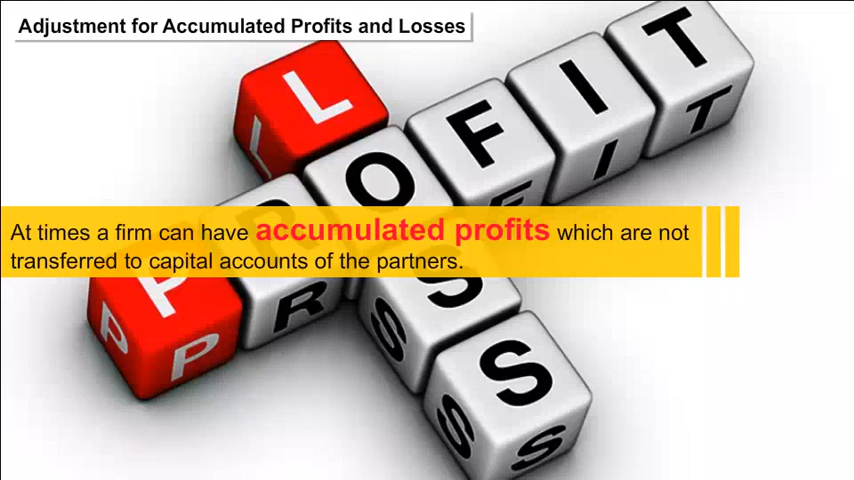 Adjustment for Accumulated Profits and Losses
L
PROFIT
S
S
At times a firm can have accumulated profits which are not
transferred to capital accounts of the partners.